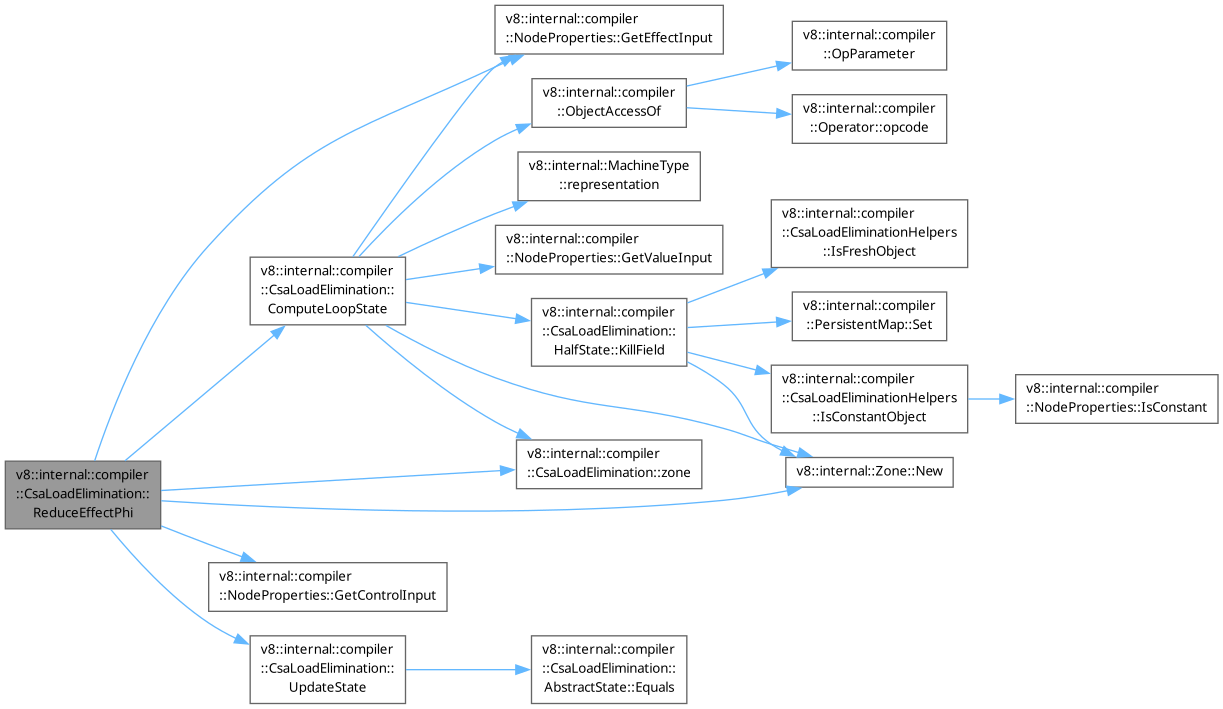 v8::internal::compiler
::NodeProperties::GetEffectInput
v8::internal::compiler
::OpParameter
v8::internal::compiler
::ObjectAccessOf
v8::internal::compiler
::Operator::opcode
v8::internal::MachineType
::representation
v8::internal::compiler
::CsaLoadEliminationHelpers
::IsFreshObject
v8::internal::compiler
::NodeProperties::GetValueInput
v8::internal::compiler
::CsaLoadElimination::
ComputeLoopState
v8::internal::compiler
::CsaLoadElimination::
HalfState::KillField
v8::internal::compiler
::PersistentMap::Set
v8::internal::compiler
::CsaLoadEliminationHelpers
::IsConstantObject
v8::internal::compiler
::NodeProperties::IsConstant
v8::internal::compiler
::CsaLoadElimination::zone
v8::internal::Zone::New
v8::internal::compiler
::CsaLoadElimination::
ReduceEffectPhi
v8::internal::compiler
::NodeProperties::GetControlInput
v8::internal::compiler
::CsaLoadElimination::
UpdateState
v8::internal::compiler
::CsaLoadElimination::
AbstractState::Equals